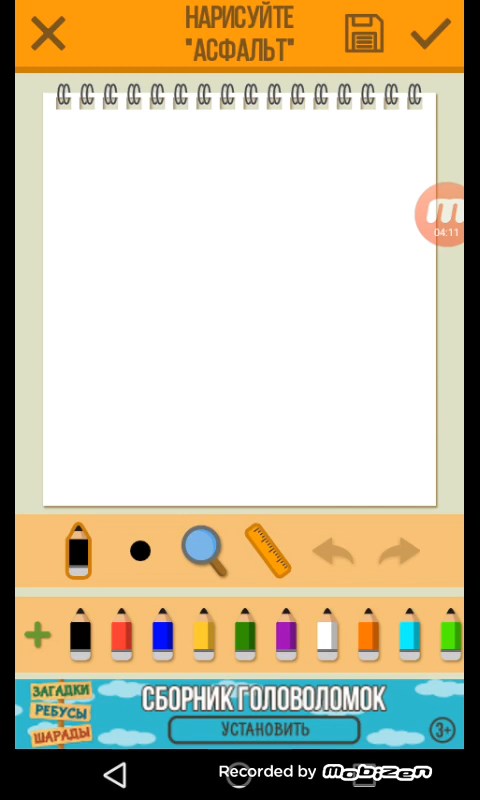 НАРИСУЙТЕ
"АСФАЛЬТ"
m
04:11
ЗАГАДКИ
РЕБУСЫ
ШАРАДЫ
СБОРНИК ГОЛОВОЛОМОК
УСТАНОВИТЬ
3+
Recorded by mobizen